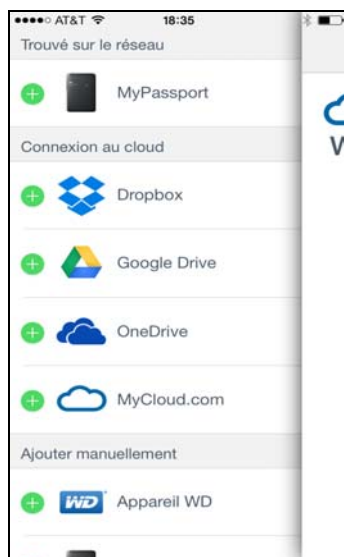 AT&T 18:35
Trouvé sur le réseau
MyPassport
Connexion au cloud
Dropbox
Google Drive
OneDrive
MyCloud.com
Ajouter manuellement
WD Appareil WD